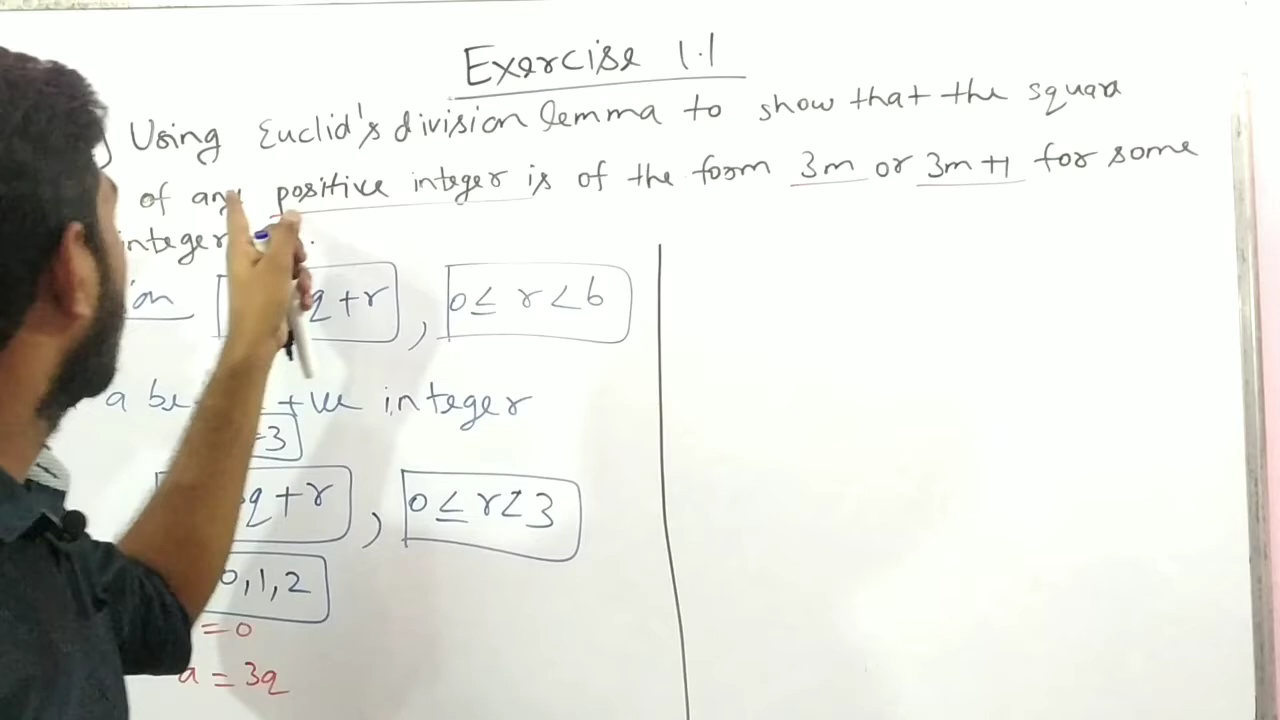 Exercise 1.1
Using Euclid's division lemma to show that the square
of any positive integer is of the form 3m or 3m+1 for some
integer .
q+r , 0≤ r <b
a be +ve integer
=3
q+r , 0≤r<3
0,1,2
=0
a = 3q